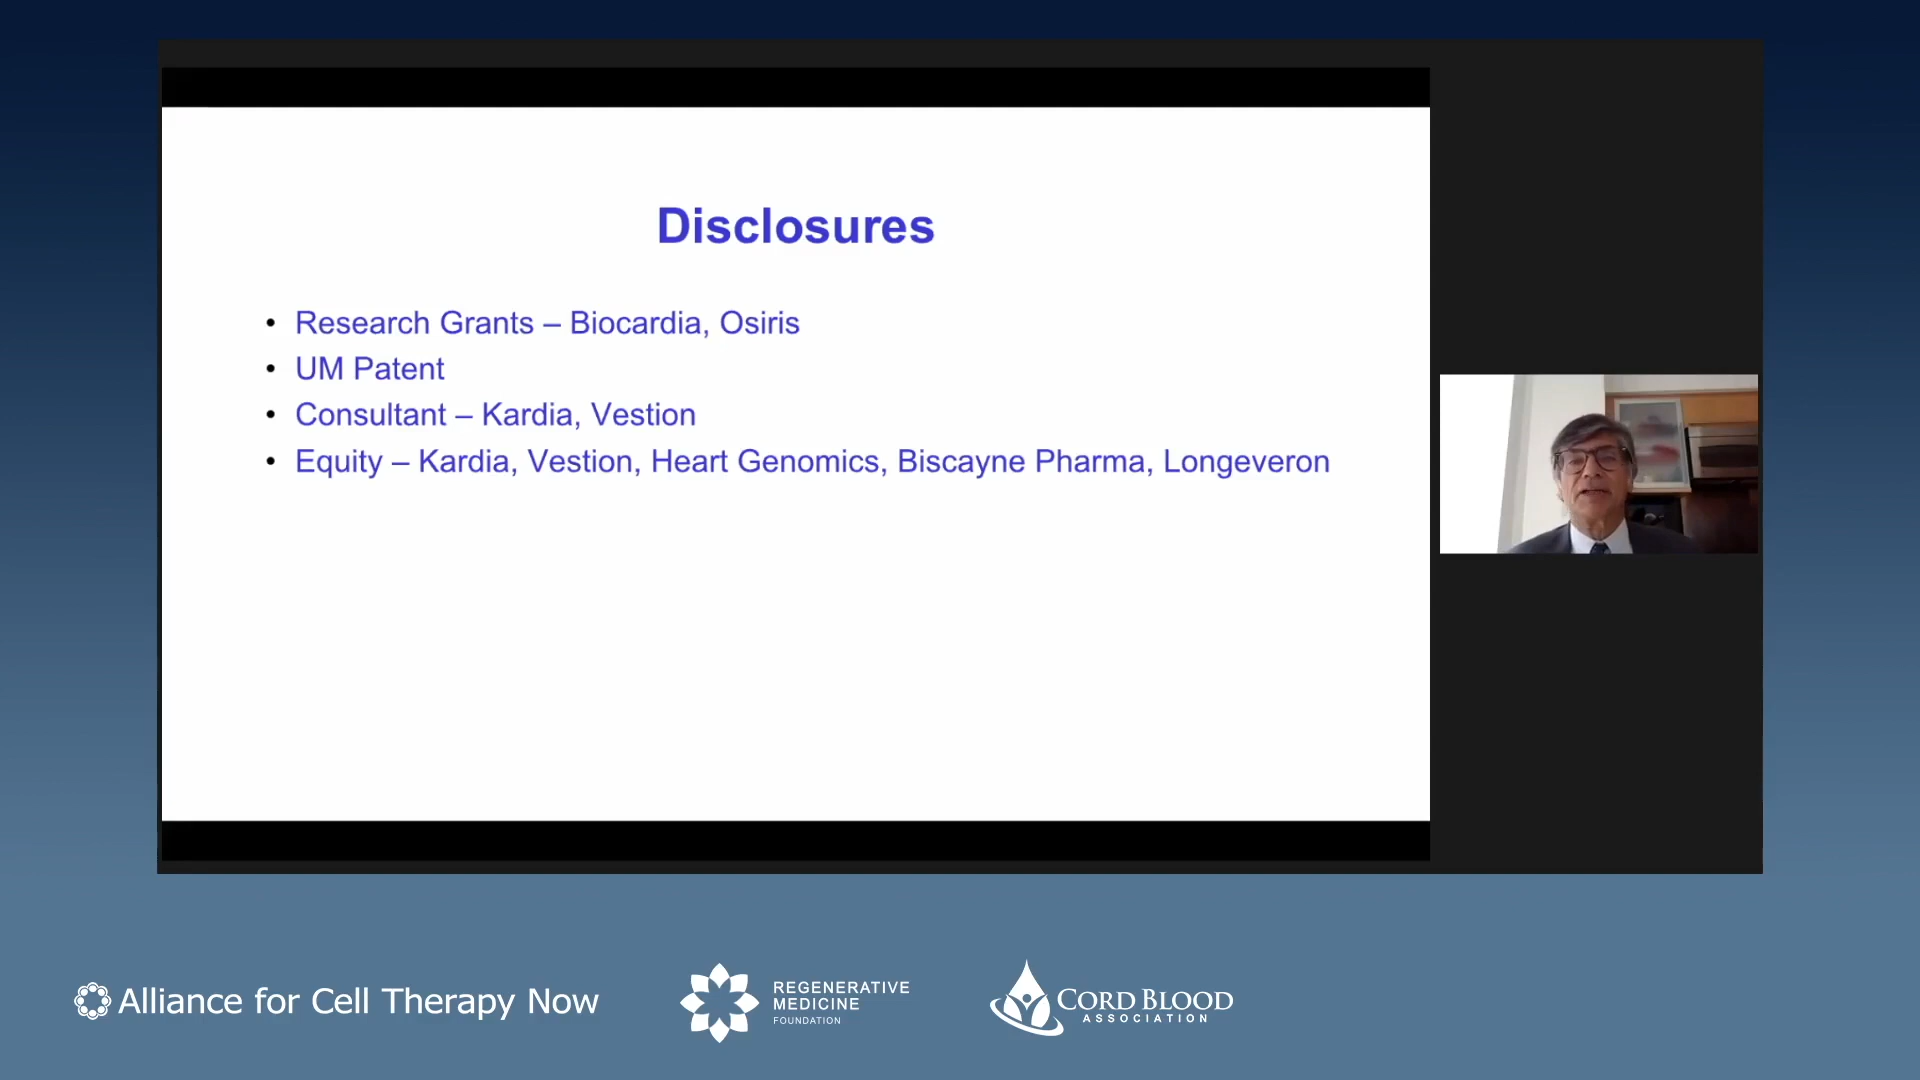 Disclosures
• Research Grants – Biocardia, Osiris
• UM Patent
• Consultant – Kardia, Vestion
• Equity – Kardia, Vestion, Heart Genomics, Biscayne Pharma, Longeveron
Alliance for Cell Therapy Now
REGENERATIVE
MEDICINE
FOUNDATION
CORD BLOOD
ASSOCIATION